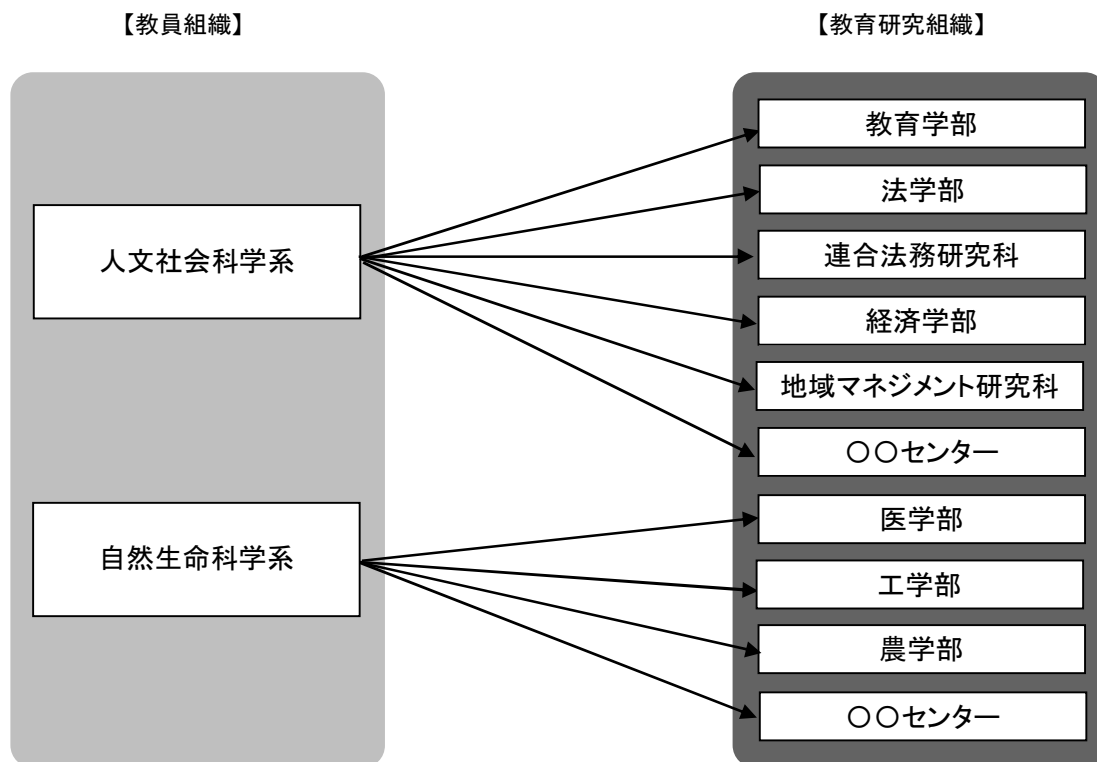 【教員組織】
【教育研究組織】
人文社会科学系
自然生命科学系
教育学部
法学部
連合法務研究科
経済学部
地域マネジメント研究科
〇〇センター
医学部
工学部
農学部
〇〇センター